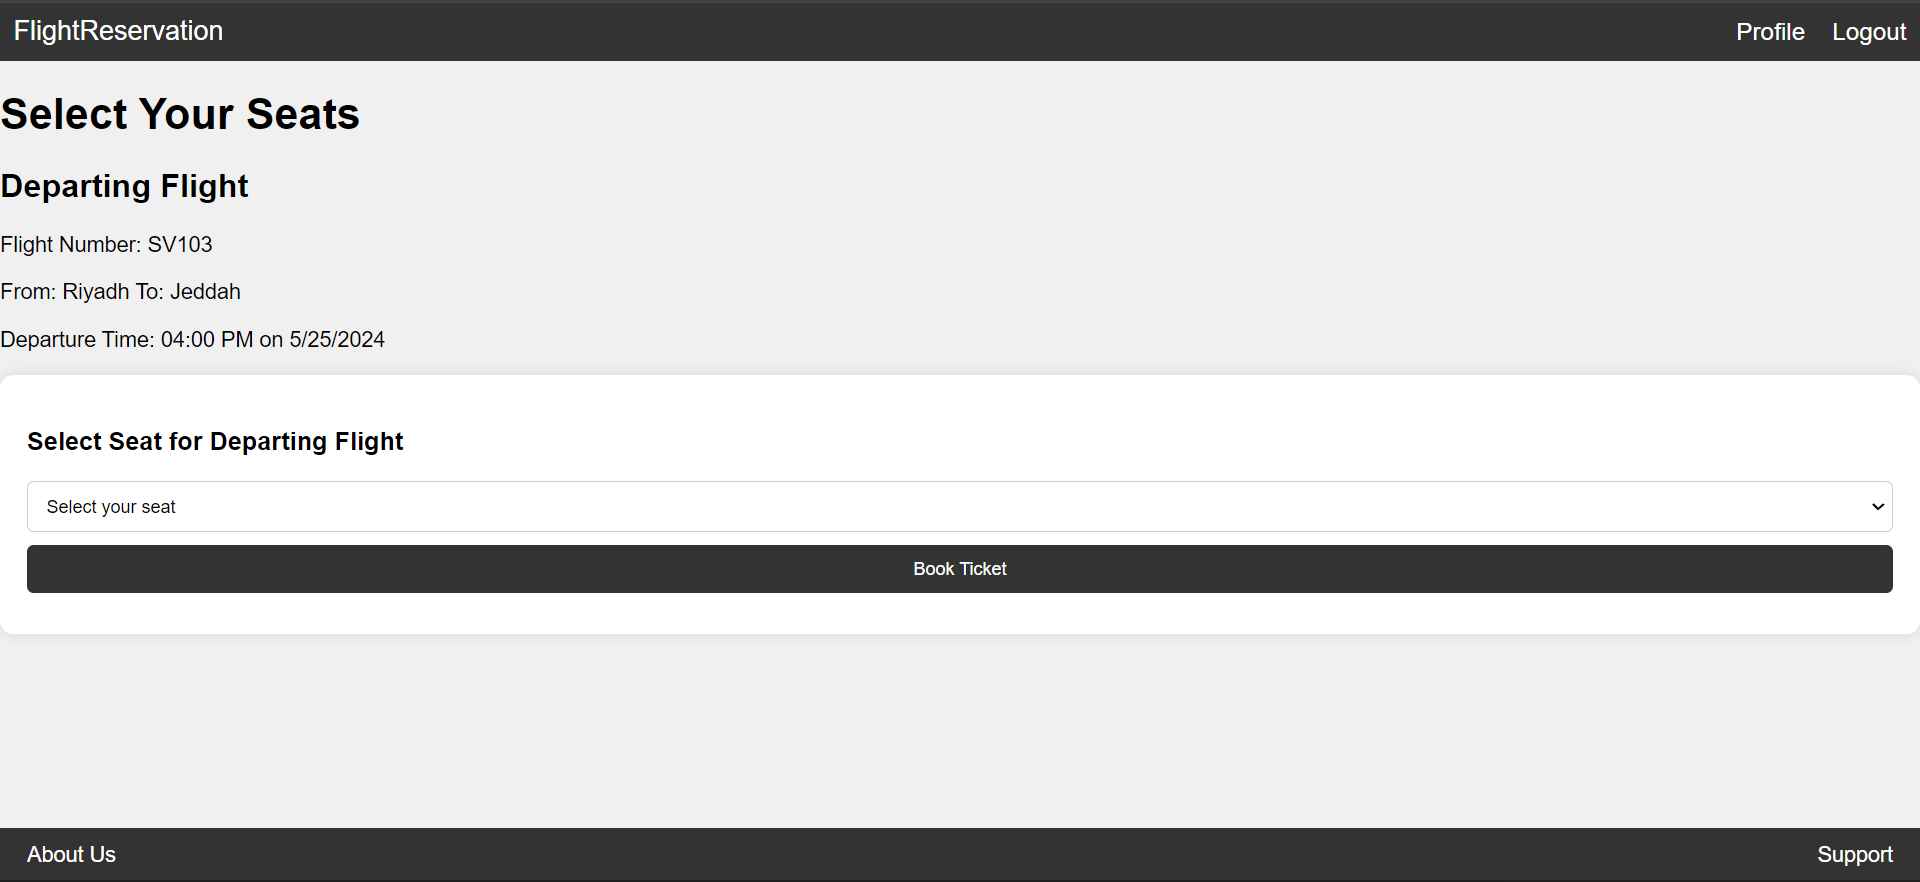 FlightReservation
Profile Logout
Select Your Seats
Departing Flight
Flight Number: SV103
From: Riyadh To: Jeddah
Departure Time: 04:00 PM on 5/25/2024
Select Seat for Departing Flight
Select your seat
Book Ticket
About Us
Support